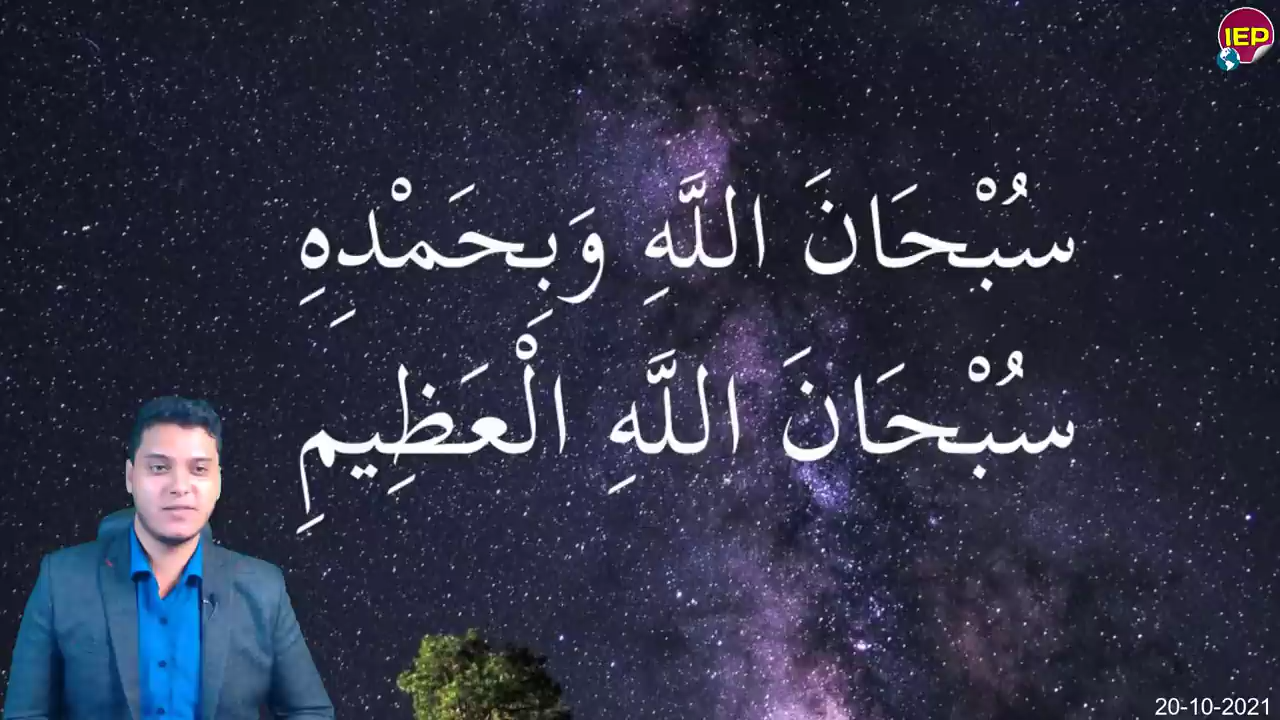 IEP
سُبْحَانَ اللَّهِ وَبِحَمْدِهِ
سُبْحَانَ اللَّهِ الْعَظِيمِ
20-10-2021